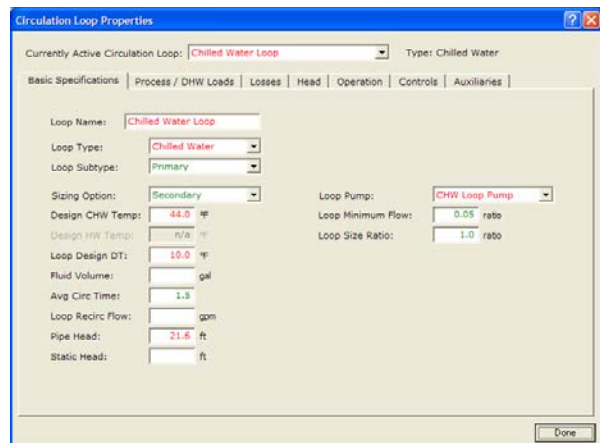 Circulation Loop Properties
Currently Active Circulation Loop: Chilled Water Loop Type: Chilled Water
Basic Specifications Process / DHW Loads Losses Head Operation Controls Auxiliaries
Loop Name: Chilled Water Loop
Loop Type: Chilled Water
Loop Subtype: Primary
Sizing Option: Secondary Loop Pump: CHW Loop Pump
Design CHW Temp: 44.0 °F Loop Minimum Flow: 0.05 ratio
Design HW Temp: n/a °F Loop Size Ratio: 1.0 ratio
Loop Design DT: 10.0 °F
Fluid Volume: gal
Avg Circ Time: 1.5
Loop Recirc Flow: gpm
Pipe Head: 21.6 ft
Static Head: ft
Done